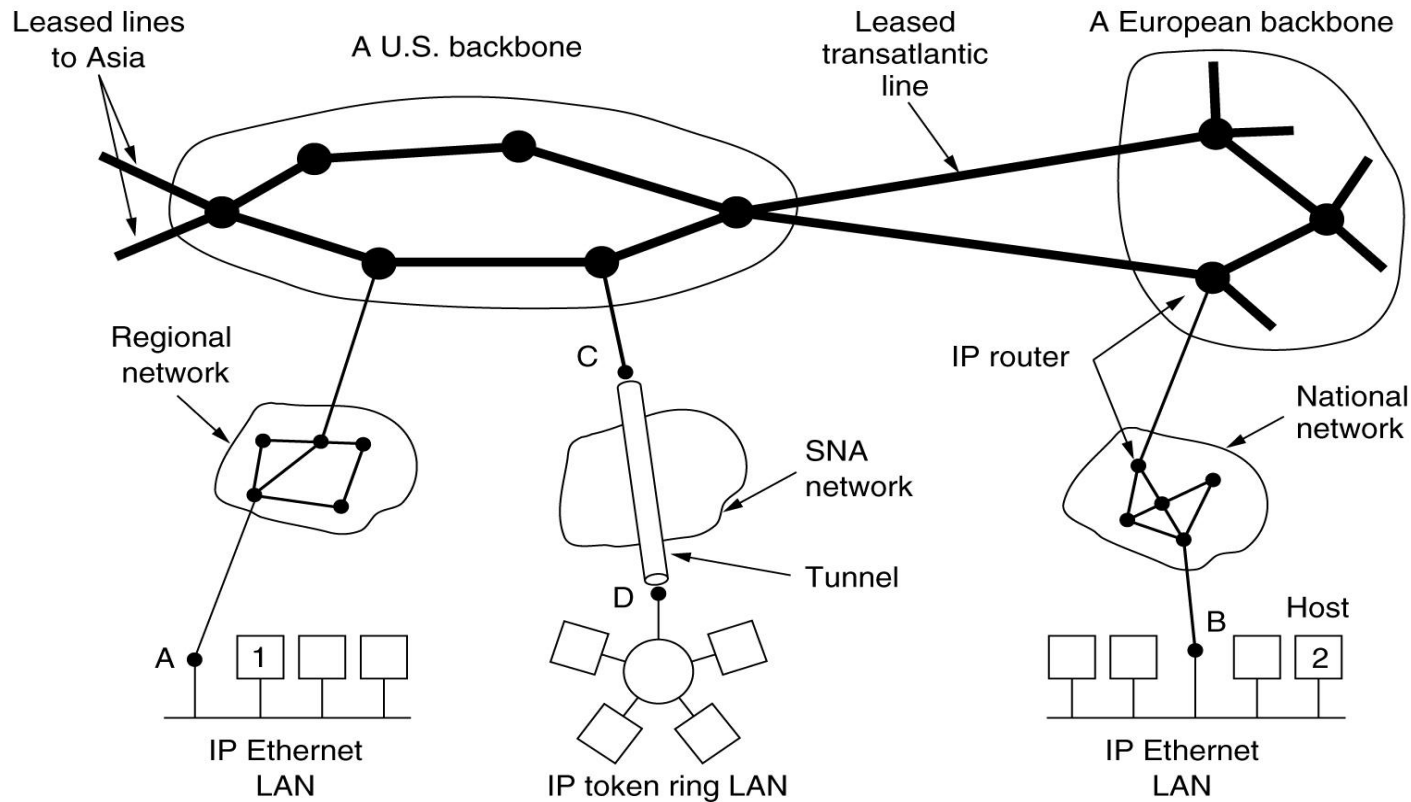 Leased lines
to Asia
A U.S. backbone
Leased
transatlantic
line
A European backbone
Regional
network
C
SNA
network
Tunnel
D
IP router
National
network
A
1
B
Host
2
IP Ethernet
LAN
IP token ring LAN
IP Ethernet
LAN